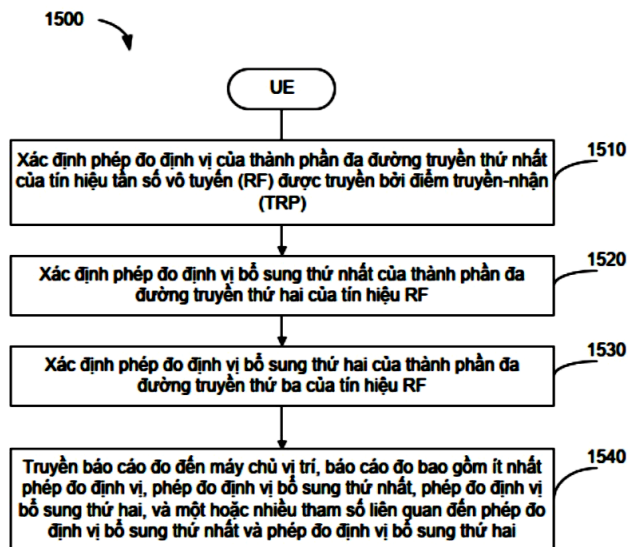 1500
UE
Xác định phép đo định vị của thành phần đa đường truyền thứ nhất
của tín hiệu tần số vô tuyến (RF) được truyền bởi điểm truyền-nhận
(TRP)
1510
Xác định phép đo định vị bổ sung thứ nhất của thành phần đa
đường truyền thứ hai của tín hiệu RF
1520
Xác định phép đo định vị bổ sung thứ hai của thành phần đa
đường truyền thứ ba của tín hiệu RF
1530
Truyền báo cáo đo đến máy chủ vị trí, báo cáo đo bao gồm ít nhất
phép đo định vị, phép đo định vị bổ sung thứ nhất, phép đo định vị
bổ sung thứ hai, và một hoặc nhiều tham số liên quan đến phép đo
định vị bổ sung thứ nhất và phép đo định vị bổ sung thứ hai
1540